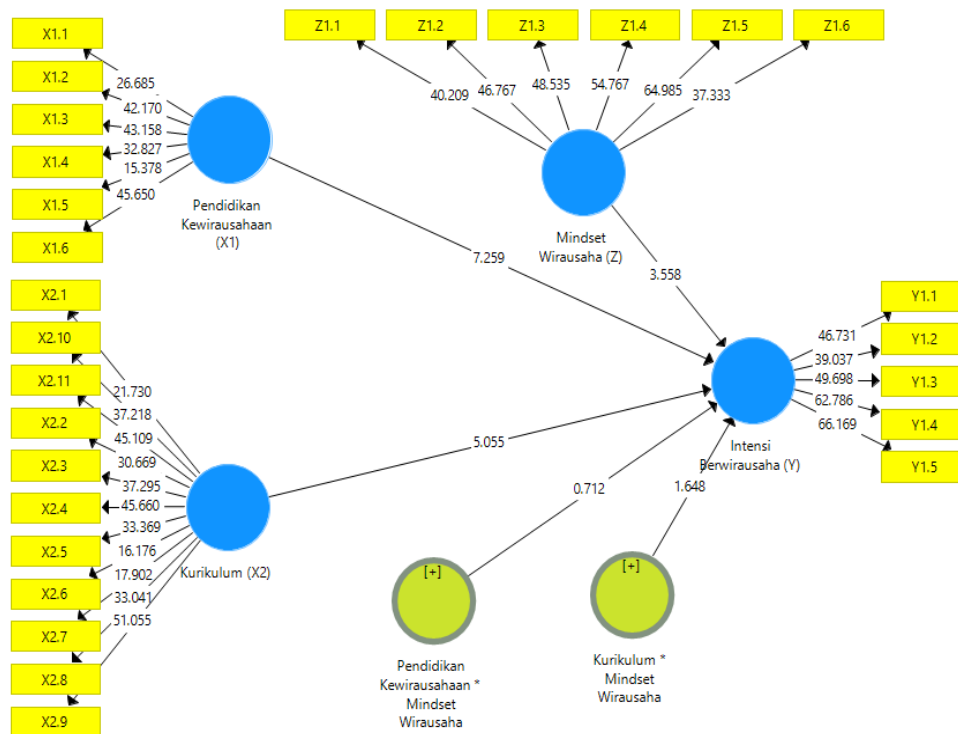 X1.1
X1.2
X1.3
X1.4
X1.5
X1.6
26.685
42.170
43.158
32.827
15.378
45.650
Pendidikan
Kewirausahaan
(X1)
Z1.1
Z1.2
Z1.3
Z1.4
Z1.5
Z1.6
40.209
46.767
48.535
54.767
64.985
37.333
Mindset
Wirausaha (Z)
7.259
3.558
X2.1
X2.10
X2.11
X2.2
X2.3
X2.4
X2.5
X2.6
X2.7
X2.8
X2.9
21.730
37.218
45.109
30.669
37.295
45.660
33.369
16.176
17.902
33.041
51.055
Kurikulum (X2)
5.055
0.712
1.648
Y1.1
Y1.2
Y1.3
Y1.4
Y1.5
46.731
39.037
49.698
62.786
66.169
Intensi
Berwirausaha (Y)
[+]
Pendidikan
Kewirausahaan *
Mindset
Wirausaha
[+]
Kurikulum *
Mindset
Wirausaha